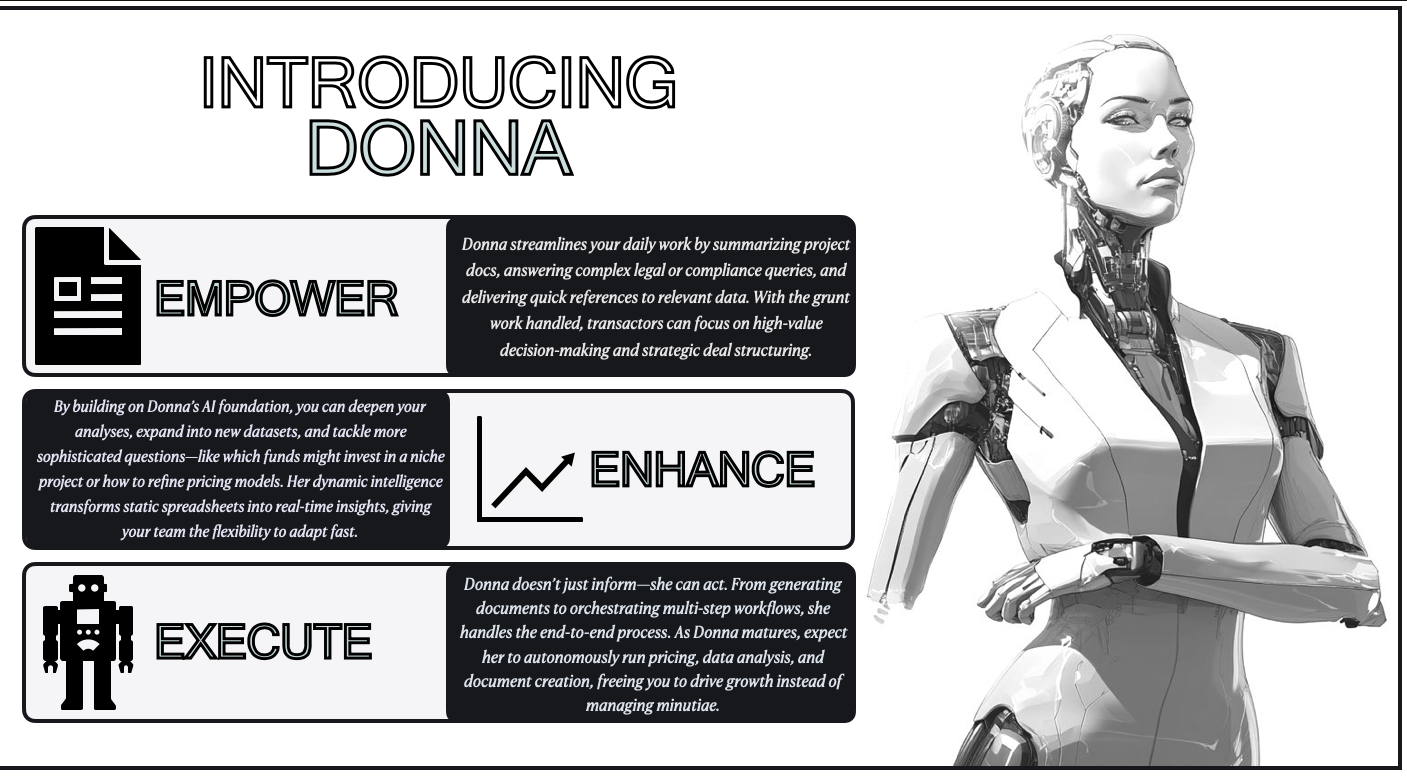 INTRODUCING
DONNA
EMPOWER
Donna streamlines your daily work by summarizing project
docs, answering complex legal or compliance queries, and
delivering quick references to relevant data. With the grunt
work handled, transactors can focus on high-value
decision-making and strategic deal structuring.
By building on Donna’s AI foundation, you can deepen your
analyses, expand into new datasets, and tackle more
sophisticated questions—like which funds might invest in a niche
project or how to refine pricing models. Her dynamic intelligence
transforms static spreadsheets into real-time insights, giving
your team the flexibility to adapt fast.
ENHANCE
EXECUTE
Donna doesn’t just inform—she can act. From generating
documents to orchestrating multi-step workflows, she
handles the end-to-end process. As Donna matures, expect
her to autonomously run pricing, data analysis, and
document creation, freeing you to drive growth instead of
managing minutiae.